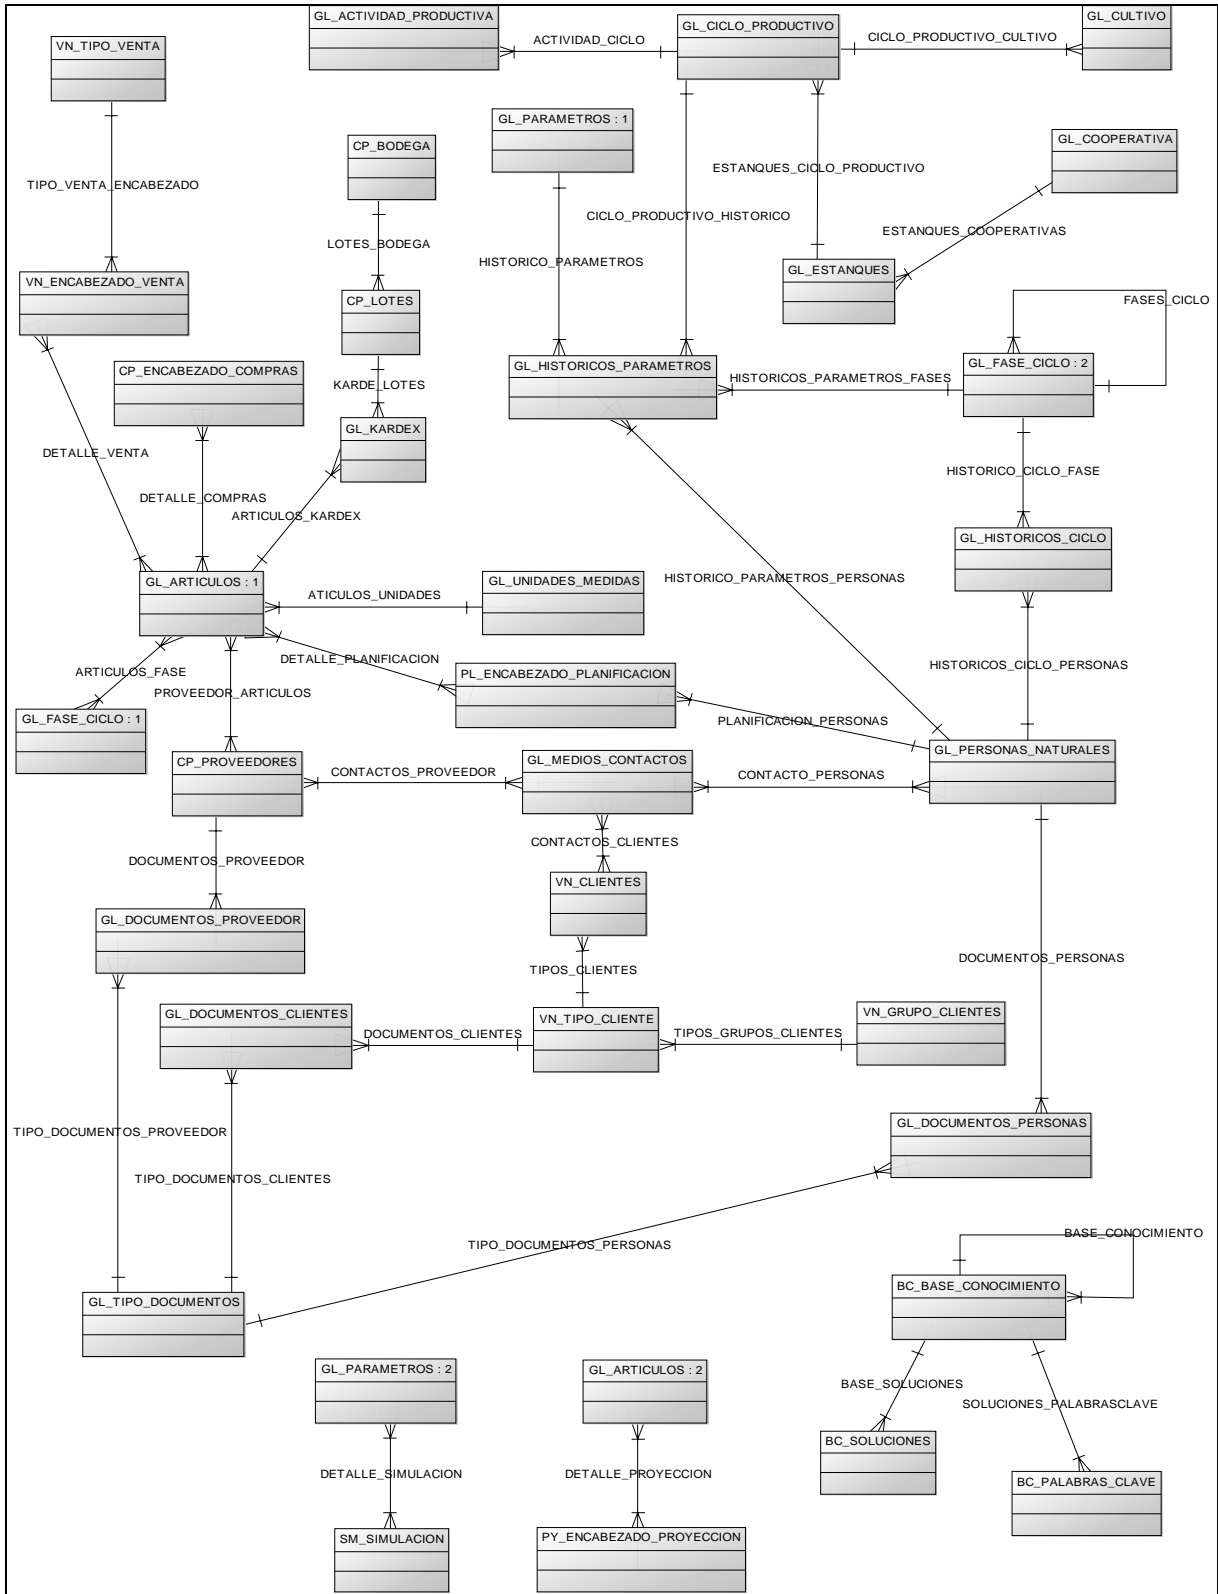 GL_ACTIVIDAD_PRODUCTIVA
ACTIVIDAD_CICLO
GL_CICLO_PRODUCTIVO
CICLO_PRODUCTIVO_CULTIVO
GL_CULTIVO
VN_TIPO_VENTA
GL_PARAMETROS : 1
CP_BODEGA
GL_COOPERATIVA
ESTANQUES_CICLO_PRODUCTIVO
TIPO_VENTA_ENCABEZADO
CICLO_PRODUCTIVO_HISTORICO
ESTANQUES_COOPERATIVAS
LOTES_BODEGA
HISTORICO_PARAMETROS
GL_ESTANQUES
VN_ENCABEZADO_VENTA
CP_LOTES
FASES_CICLO
CP_ENCABEZADO_COMPRAS
GL_HISTORICOS_PARAMETROS
GL_FASE_CICLO : 2
KARDE_LOTES
HISTORICOS_PARAMETROS_FASES
GL_KARDEX
DETALLE_VENTA
HISTORICO_CICLO_FASE
DETALLE_COMPRAS
ARTICULOS_KARDEX
GL_HISTORICOS_CICLO
GL_ARTICULOS : 1
GL_UNIDADES_MEDIDAS
HISTORICO_PARAMETROS_PERSONAS
ATICULOS_UNIDADES
DETALLE_PLANIFICACION
HISTORICOS_CICLO_PERSONAS
ARTICULOS_FASE
PL_ENCABEZADO_PLANIFICACION
PROVEEDOR_ARTICULOS
GL_FASE_CICLO : 1
PLANIFICACION_PERSONAS
GL_PERSONAS_NATURALES
CP_PROVEEDORES
GL_MEDIOS_CONTACTOS
CONTACTOS_PROVEEDOR
CONTACTO_PERSONAS
CONTACTOS_CLIENTES
DOCUMENTOS_PROVEEDOR
VN_CLIENTES
GL_DOCUMENTOS_PROVEEDOR
DOCUMENTOS_PERSONAS
TIPOS_CLIENTES
GL_DOCUMENTOS_CLIENTES
VN_TIPO_CLIENTE
VN_GRUPO_CLIENTES
DOCUMENTOS_CLIENTES
TIPOS_GRUPOS_CLIENTES
GL_DOCUMENTOS_PERSONAS
TIPO_DOCUMENTOS_PROVEEDOR
TIPO_DOCUMENTOS_CLIENTES
BASE_CONOCIMIENTO
TIPO_DOCUMENTOS_PERSONAS
BC_BASE_CONOCIMIENTO
GL_TIPO_DOCUMENTOS
GL_PARAMETROS : 2
GL_ARTICULOS : 2
BASE_SOLUCIONES
SOLUCIONES_PALABRASCLAVE
BC_SOLUCIONES
DETALLE_SIMULACION
DETALLE_PROYECCION
BC_PALABRAS_CLAVE
SM_SIMULACION
PY_ENCABEZADO_PROYECCION